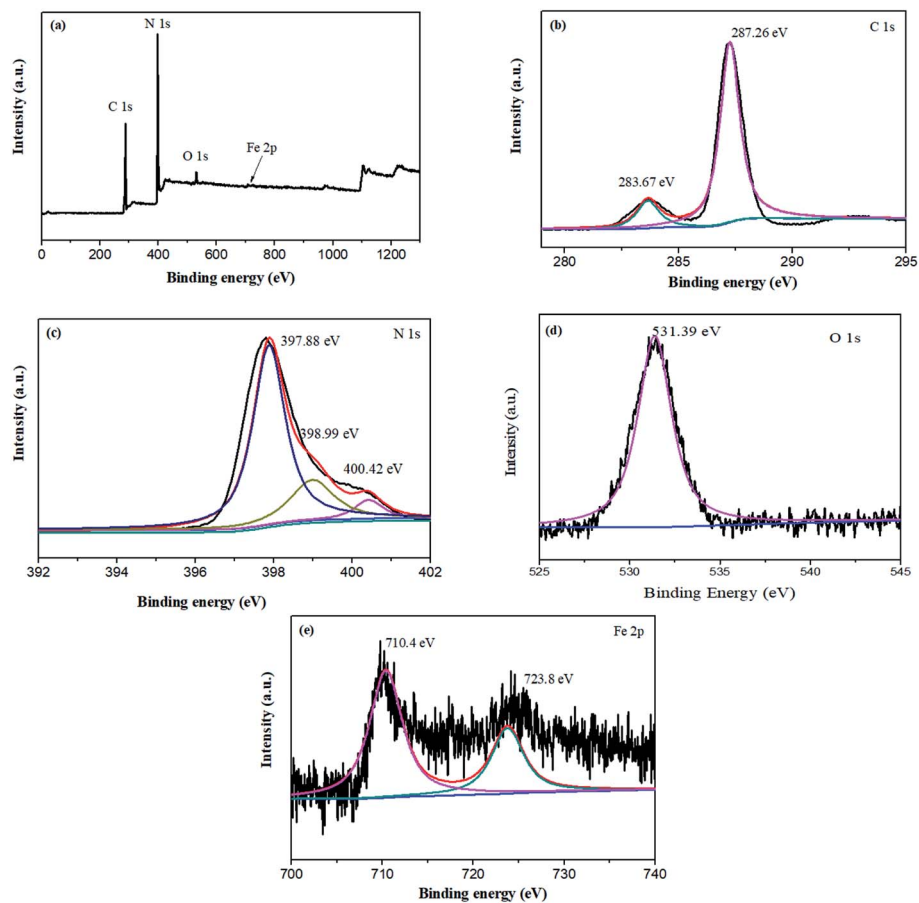 (a)
N 1s
C 1s
O 1s
Fe 2p
Intensity (a.u.)
0 200 400 600 800 1000 1200
Binding energy (eV)
(b)
287.26 eV
C 1s
283.67 eV
Intensity (a.u.)
280 285 290 295
Binding energy (eV)
(c)
397.88 eV
N 1s
398.99 eV
400.42 eV
Intensity (a.u.)
392 394 396 398 400 402
Binding energy (eV)
(d)
531.39 eV
O 1s
Intensity (a.u.)
525 530 535 540 545
Binding Energy (eV)
(e)
710.4 eV
Fe 2p
723.8 eV
Intensity (a.u.)
700 710 720 730 740
Binding energy (eV)